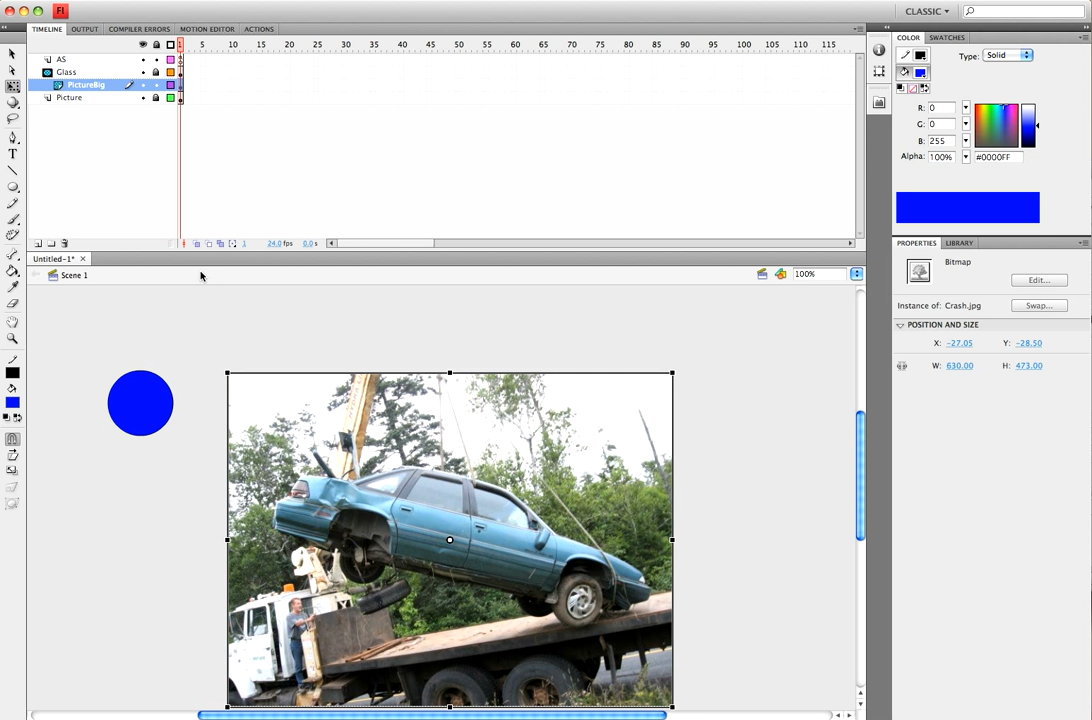 Fl
CLASSIC
TIMELINE OUTPUT COMPILER ERRORS MOTION EDITOR ACTIONS
1 5 10 15 20 25 30 35 40 45 50 55 60 65 70 75 80 85 90 95 100 105 110 115
AS
Glass
PictureBig
Picture
1 24.0 fps 0.0 s
Untitled-1*
Scene 1
100%
T
COLOR SWATCHES
Type: Solid
R: 0
G: 0
B: 255
Alpha: 100% #0000FF
PROPERTIES LIBRARY
Bitmap
Edit...
Instance of: Crash.jpg Swap...
POSITION AND SIZE
X: -27.05 Y: -28.50
W: 630.00 H: 473.00